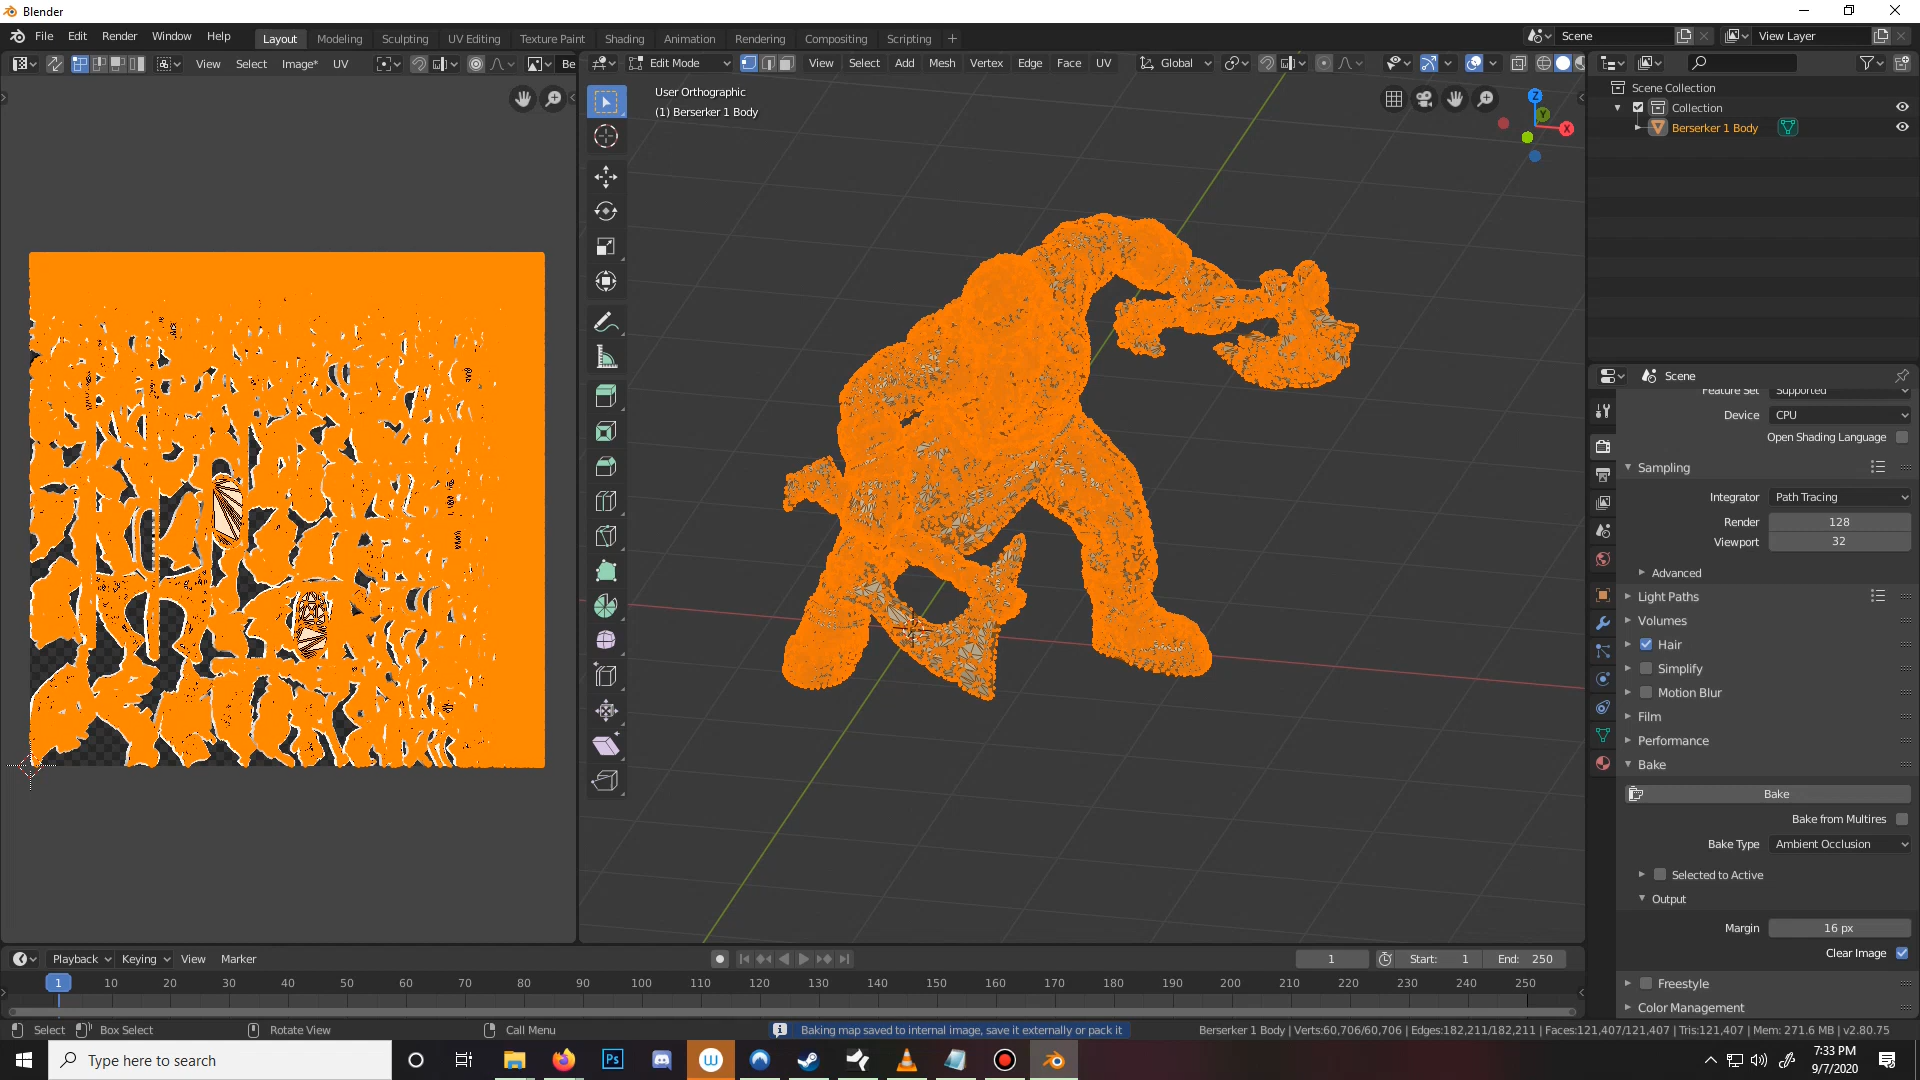 Blender
File Edit Render Window Help
Layout Modeling Sculpting UV Editing Texture Paint Shading Animation Rendering Compositing Scripting +
Scene
View Layer
View Select Image* UV
Be
Edit Mode
View Select Add Mesh Vertex Edge Face UV
Global
User Orthographic
(1) Berserker 1 Body
Z
Y
X
Scene Collection
Collection
Berserker 1 Body
Scene
Feature Set Supported
Device CPU
Open Shading Language
Sampling
Integrator Path Tracing
Render 128
Viewport 32
Advanced
Light Paths
Volumes
Hair
Simplify
Motion Blur
Film
Performance
Bake
Bake
Bake from Multires
Bake Type Ambient Occlusion
Selected to Active
Output
Margin 16 px
Clear Image
Freestyle
Color Management
Playback Keying View Marker
1
Start: 1
End: 250
1 10 20 30 40 50 60 70 80 90 100 110 120 130 140 150 160 170 180 190 200 210 220 230 240 250
Select Box Select Rotate View Call Menu
Baking map saved to internal image, save it externally or pack it
Berserker 1 Body | Verts:60,706/60,706 | Edges:182,211/182,211 | Faces:121,407/121,407 | Tris:121,407 | Mem: 271.6 MB | v2.80.75
Type here to search
Ps
W
7:33 PM
9/7/2020